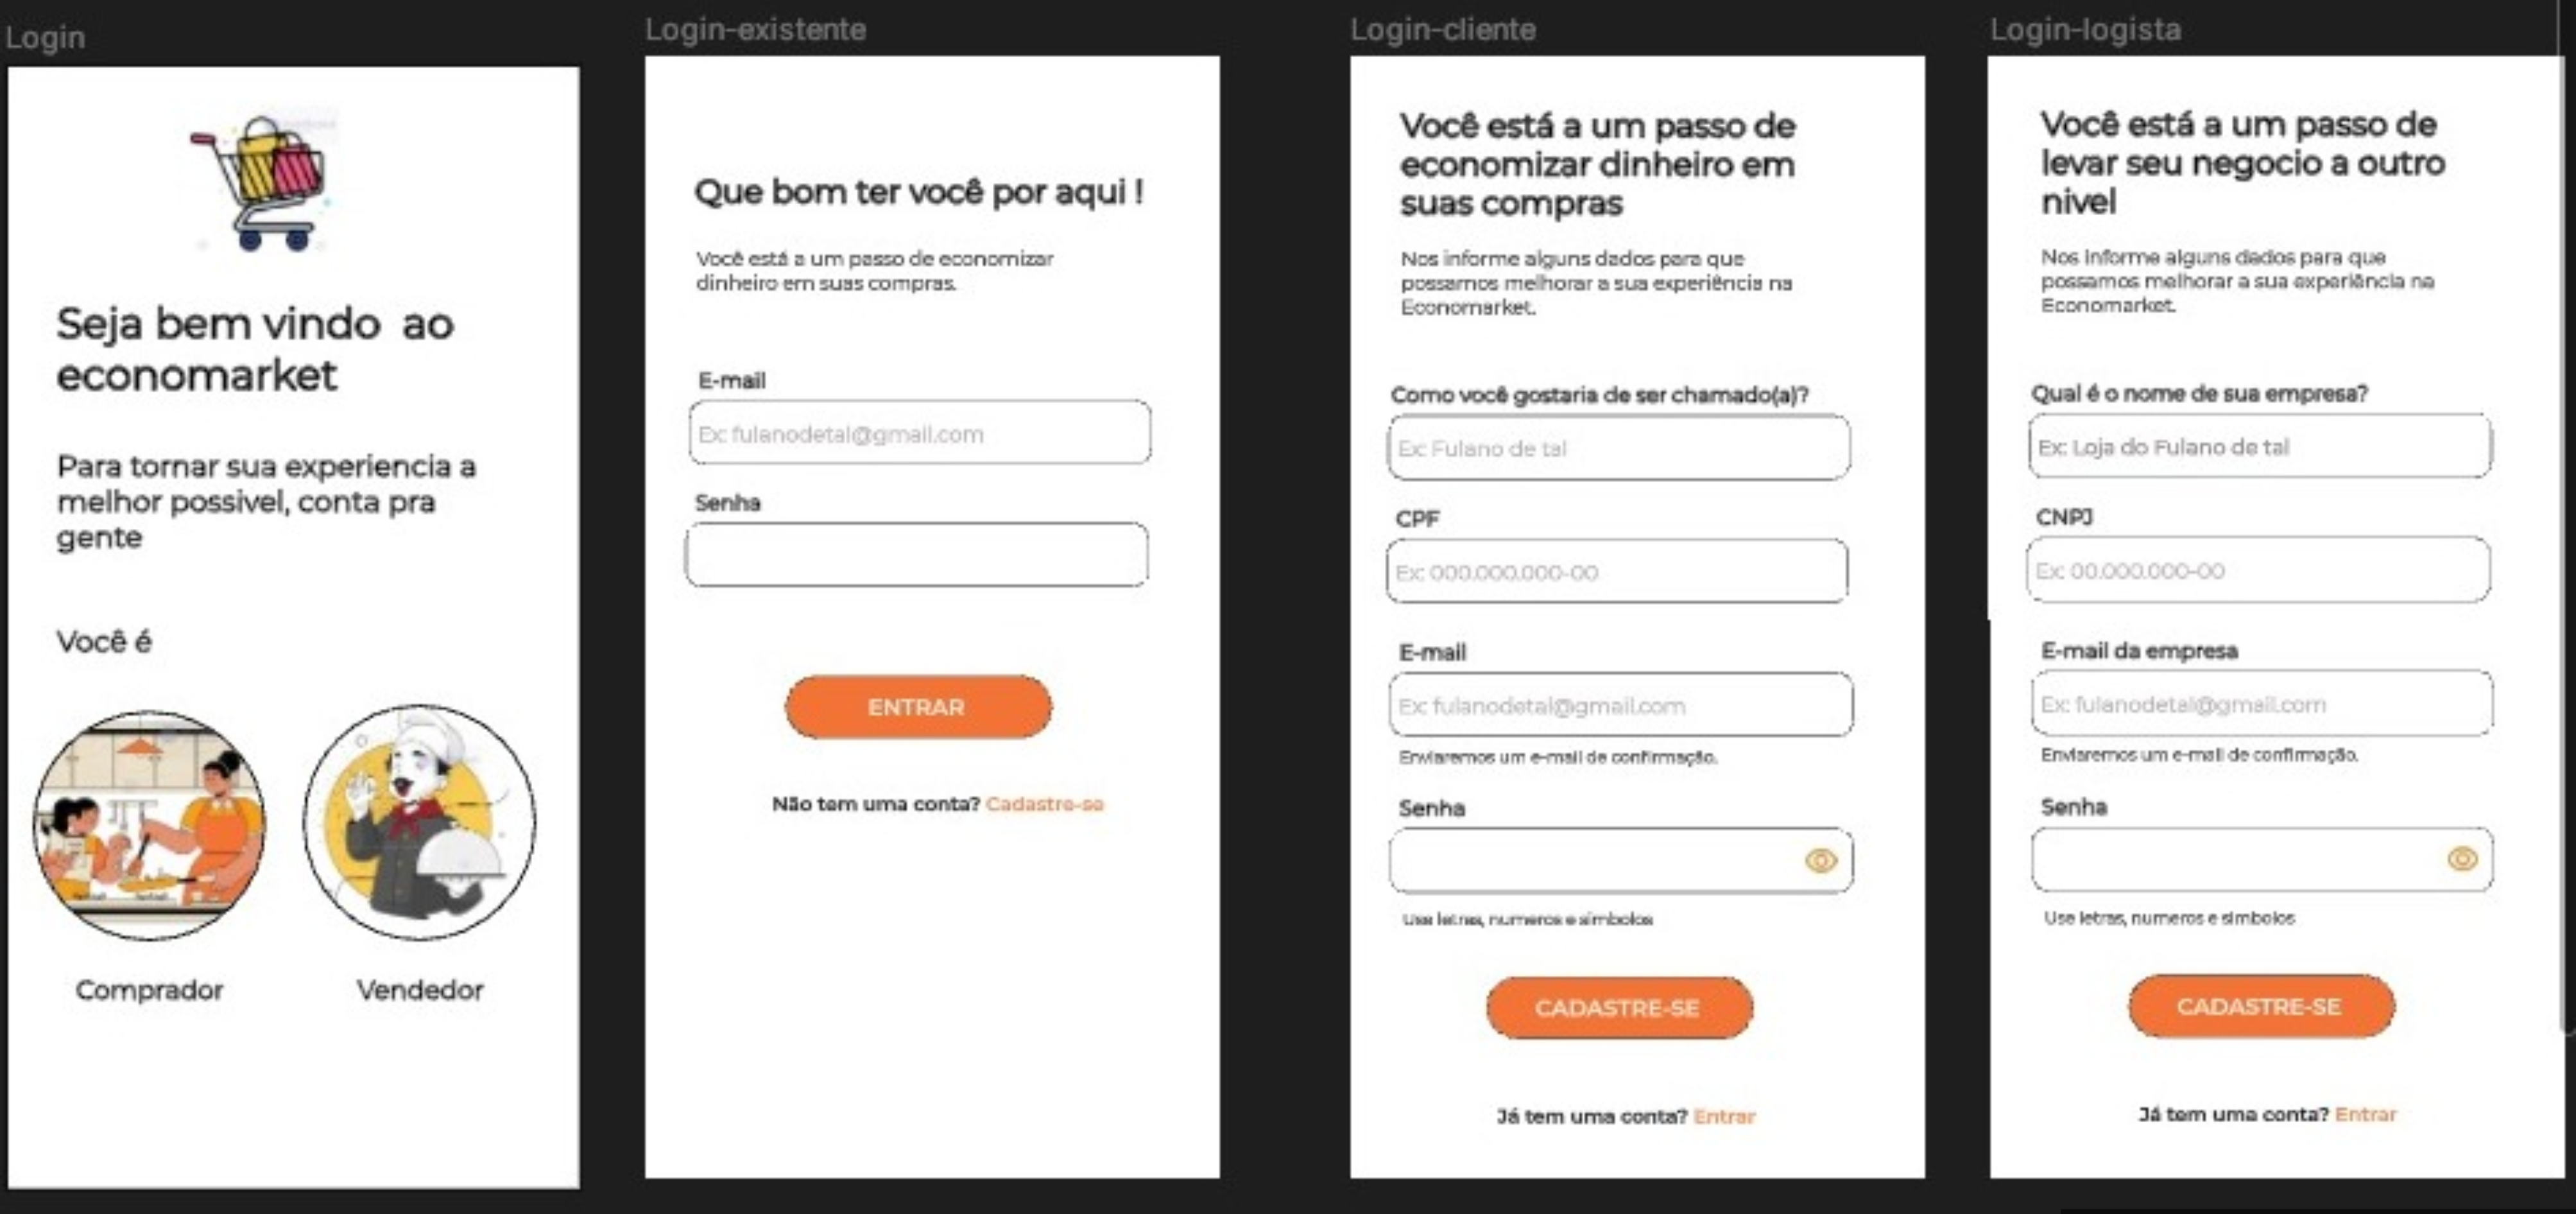 Login
Seja bem vindo ao
economarket
Para tornar sua experiencia a
melhor possivel, conta pra
gente
Você é
Comprador
Vendedor
Login-existente
Que bom ter você por aqui !
Você está a um passo de economizar
dinheiro em suas compras.
E-mail
Ex: fulanodetal@gmail.com
Senha
ENTRAR
Não tem uma conta? Cadastre-se
Login-cliente
Você está a um passo de
economizar dinheiro em
suas compras
Nos informe alguns dados para que
possamos melhorar a sua experiência na
Economarket.
Como você gostaria de ser chamado(a)?
Ex: Fulano de tal
CPF
Ex: 000.000.000-00
E-mail
Ex: fulanodetal@gmail.com
Enviaremos um e-mail de confirmação.
Senha
Use letras, numeros e simbolos
CADASTRE-SE
Já tem uma conta? Entrar
Login-logista
Você está a um passo de
levar seu negocio a outro
nivel
Nos informe alguns dados para que
possamos melhorar a sua experiência na
Economarket.
Qual é o nome de sua empresa?
Ex: Loja do Fulano de tal
CNPJ
Ex: 00.000.000-00
E-mail da empresa
Ex: fulanodetal@gmail.com
Enviaremos um e-mail de confirmação.
Senha
Use letras, numeros e simbolos
CADASTRE-SE
Já tem uma conta? Entrar